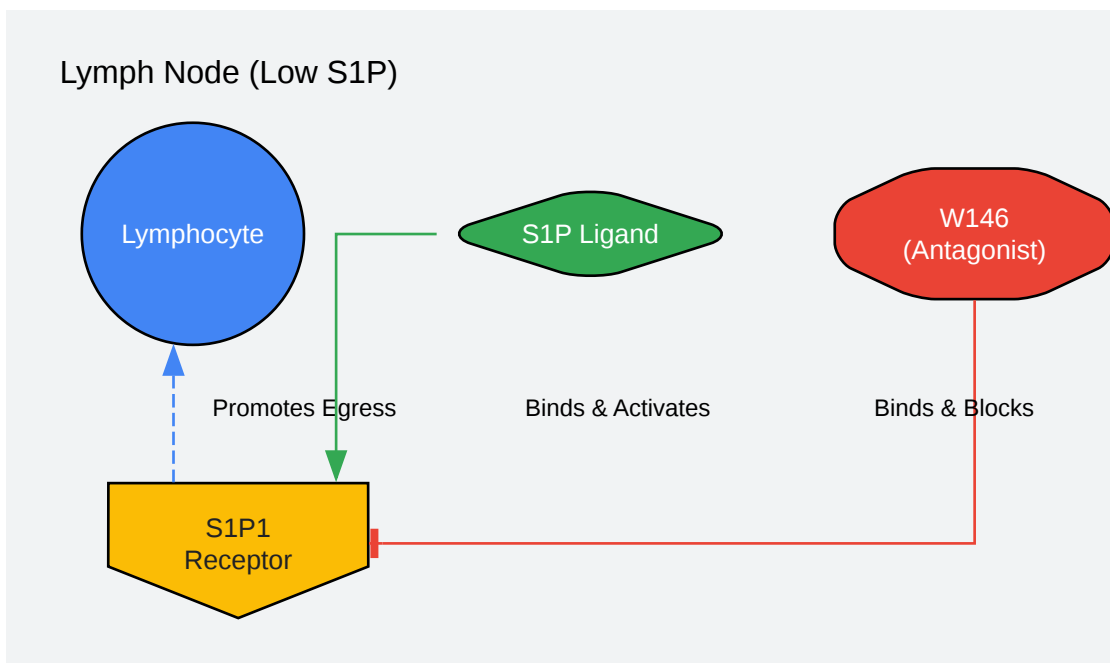 Lymph Node (Low S1P)
Lymphocyte
S1P Ligand
W146
(Antagonist)
Promotes Egress
Binds & Activates
Binds & Blocks
S1P1
Receptor